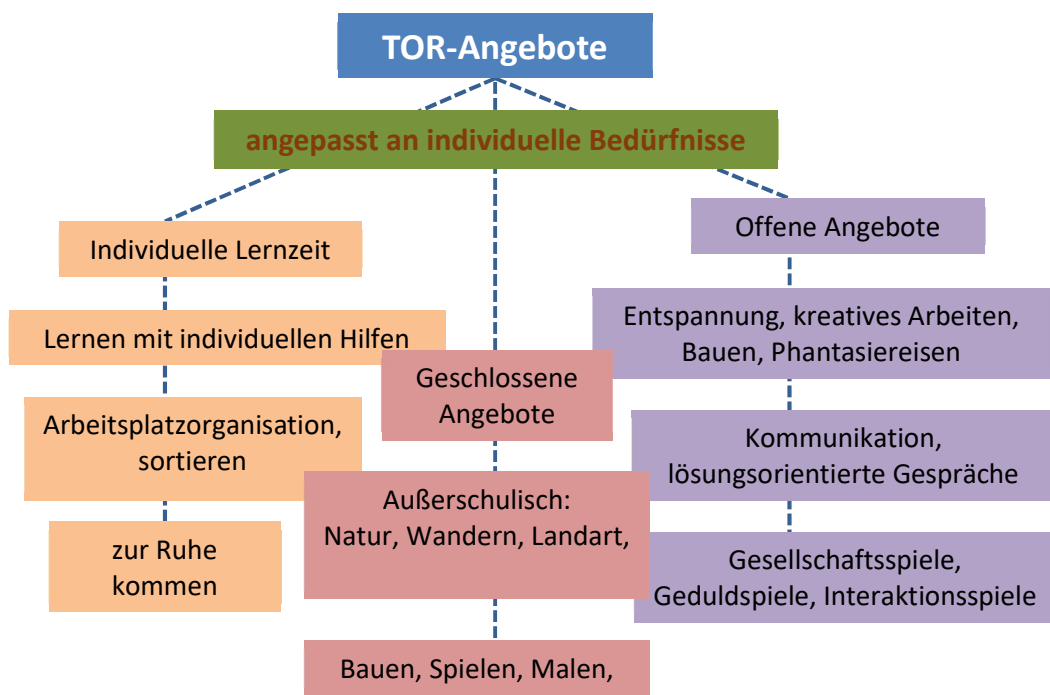 TOR-Angebote
angepasst an individuelle Bedürfnisse
Individuelle Lernzeit
Lernen mit individuellen Hilfen
Arbeitsplatzorganisation,
sortieren
zur Ruhe
kommen
Geschlossene
Angebote
Außerschulisch:
Natur, Wandern, Landart,
Bauen, Spielen, Malen,
Offene Angebote
Entspannung, kreatives Arbeiten,
Bauen, Phantasiereisen
Kommunikation,
lösungsorientierte Gespräche
Gesellschaftsspiele,
Geduldspiele, Interaktionsspiele